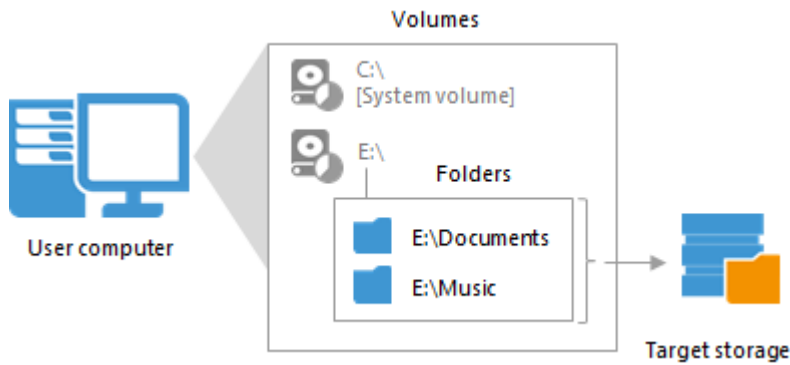 Volumes
C:\
[System volume]
E:\
Folders
E:\Documents
E:\Music
User computer
Target storage